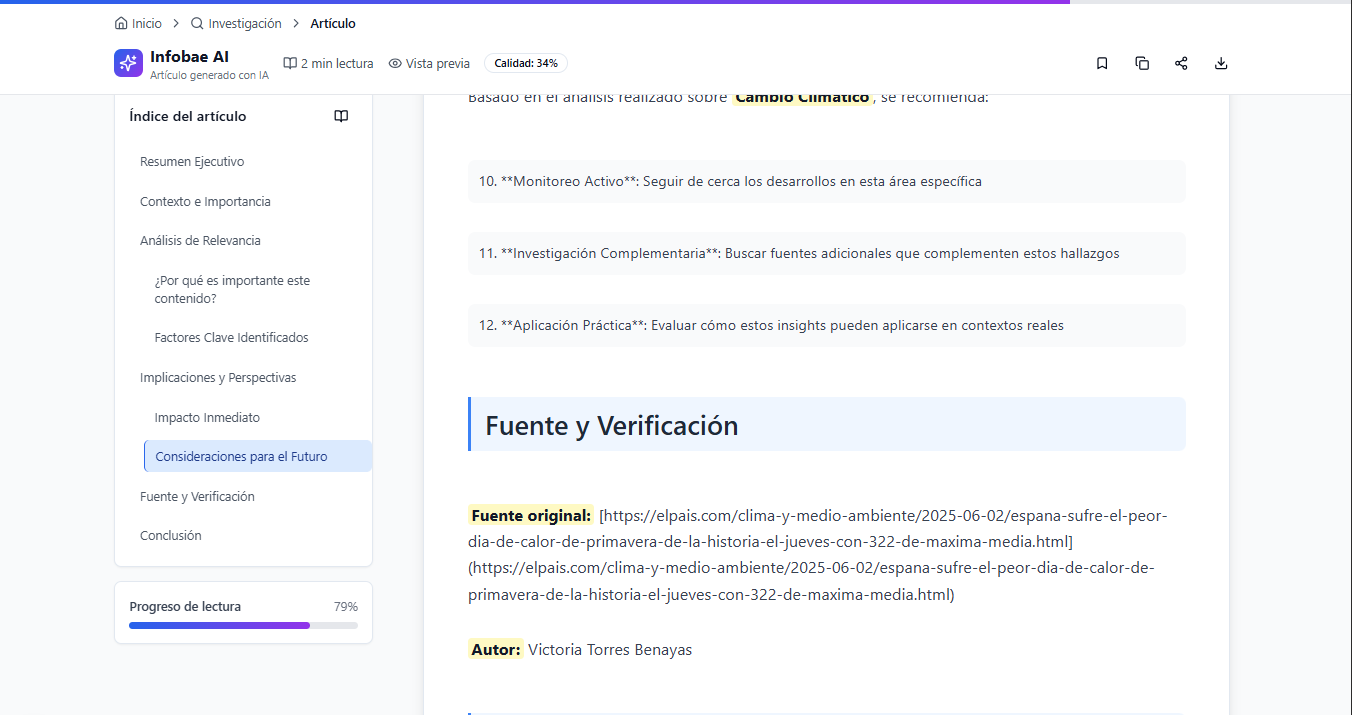 Inicio > Investigación > Artículo
Infobae AI
Artículo generado con IA
2 min lectura
Vista previa
Calidad: 34%
Índice del artículo
Resumen Ejecutivo
Contexto e Importancia
Análisis de Relevancia
¿Por qué es importante este
contenido?
Factores Clave Identificados
Implicaciones y Perspectivas
Impacto Inmediato
Consideraciones para el Futuro
Fuente y Verificación
Conclusión
Progreso de lectura
79%
Basado en el análisis realizado sobre Cambio Climático, se recomienda:
10. **Monitoreo Activo**: Seguir de cerca los desarrollos en esta área específica
11. **Investigación Complementaria**: Buscar fuentes adicionales que complementen estos hallazgos
12. **Aplicación Práctica**: Evaluar cómo estos insights pueden aplicarse en contextos reales
Fuente y Verificación
Fuente original: [https://elpais.com/clima-y-medio-ambiente/2025-06-02/espana-sufre-el-peor-
dia-de-calor-de-primavera-de-la-historia-el-jueves-con-322-de-maxima-media.html]
(https://elpais.com/clima-y-medio-ambiente/2025-06-02/espana-sufre-el-peor-dia-de-calor-de-
primavera-de-la-historia-el-jueves-con-322-de-maxima-media.html)
Autor: Victoria Torres Benayas